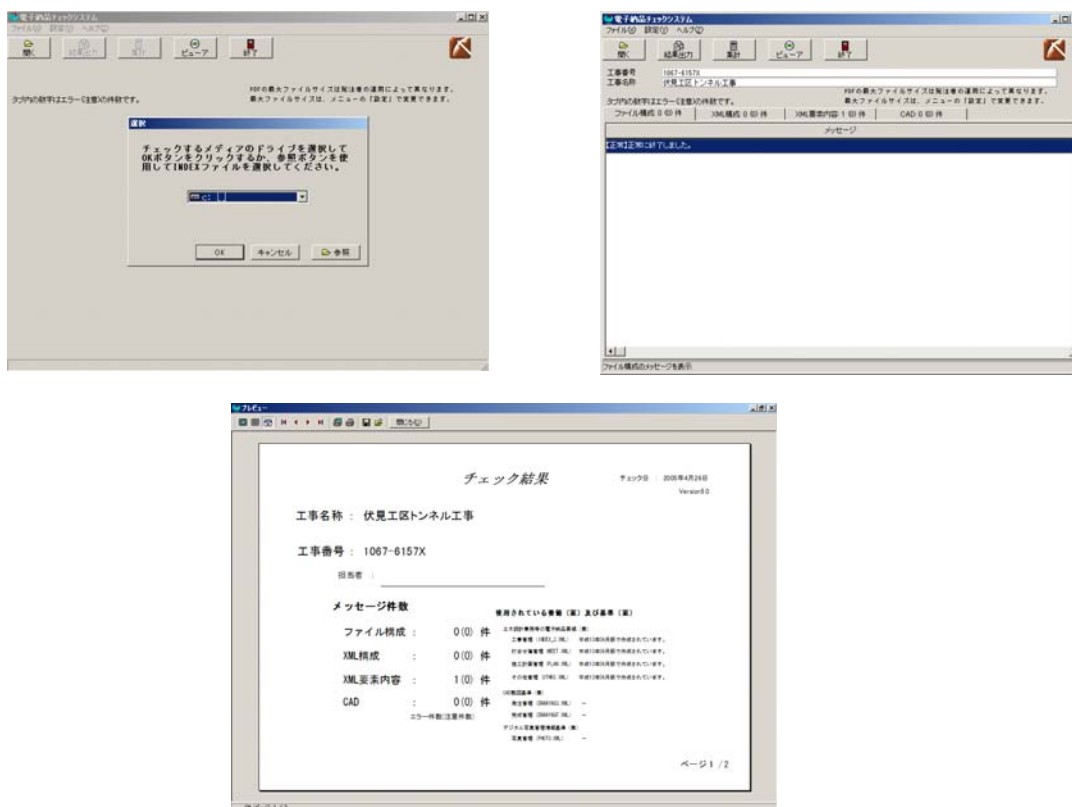 電子納品チェックシステム
ファイル(F) 設定(S) ヘルプ(H)
開く 結果出力 集計 ビューア 終了
PDFの最大ファイルサイズは発注者の運用によって異なります。
タブ内の数字はエラー(注意)の件数です。 最大ファイルサイズは、メニューの「設定」で変更できます。
選択
チェックするメディアのドライブを選択して
OKボタンをクリックするか、参照ボタンを使
用してINDEXファイルを選択してください。
c: [ ]
OK キャンセル 参照
電子納品チェックシステム
ファイル(F) 設定(S) ヘルプ(H)
開く 結果出力 集計 ビューア 終了
工事番号 1067-6157X
工事名称 伏見工区トンネル工事
PDFの最大ファイルサイズは発注者の運用によって異なります。
タブ内の数字はエラー(注意)の件数です。 最大ファイルサイズは、メニューの「設定」で変更できます。
ファイル構成 0 (0) 件 XML構成 0 (0) 件 XML要素内容 1 (0) 件 CAD 0 (0) 件
メッセージ
【正常】正常に終了しました。
ファイル構成のメッセージを表示
プレビュー
閉じる(C)
チェック結果 チェック日 : 2005年4月26日
工事名称 : 伏見工区トンネル工事
工事番号 : 1067-6157X
担当者 :
メッセージ件数
使用されている要領(案)及び基準(案)
ファイル構成 : 0(0) 件
XML構成 : 0(0) 件
XML要素内容 : 1(0) 件
CAD : 0(0) 件
エラー件数(注意件数)
デジタル写真管理情報基準(案)
写真管理 (PHOTO.XML) －
ページ1 /2